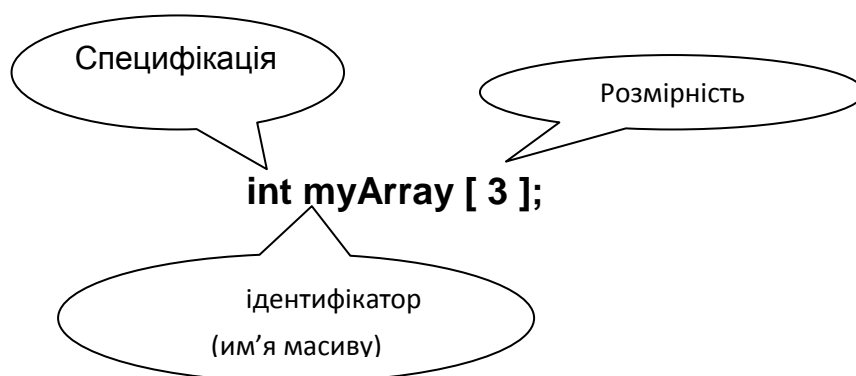 Специфікація
Розмірність
int myArray [ 3 ];
ідентифікатор
(им’я масиву)